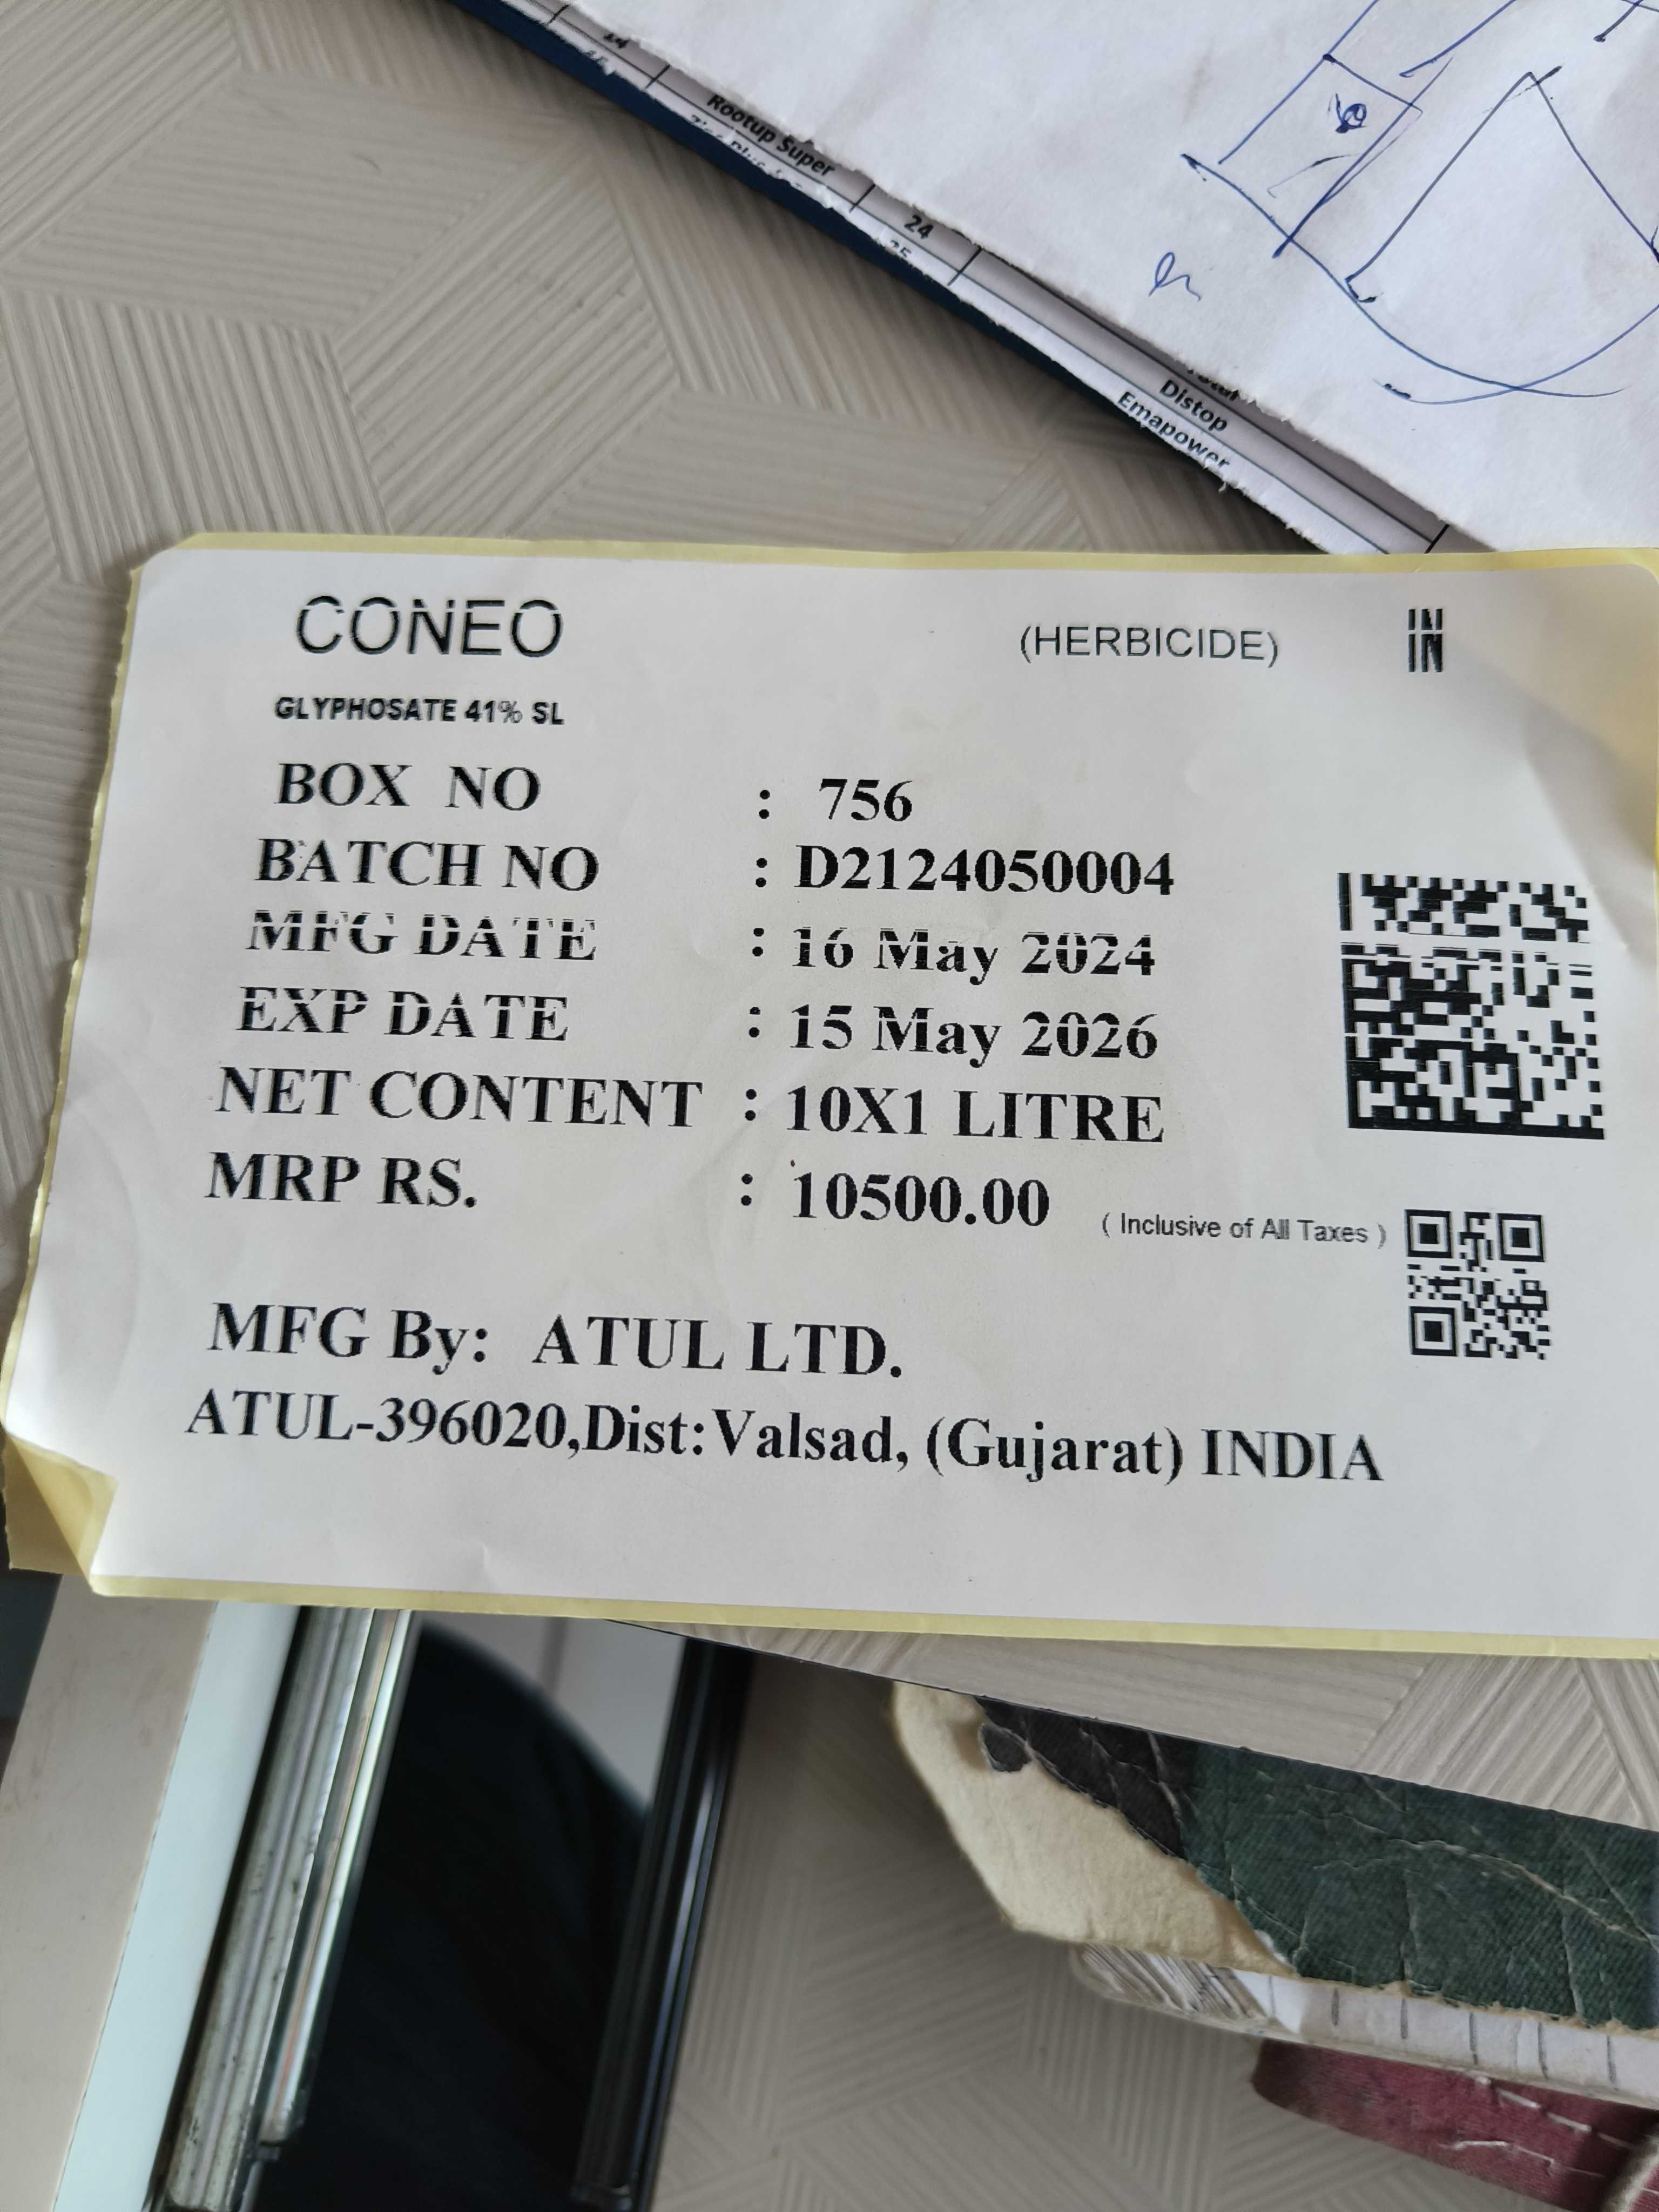 Rootup Super
24
Distop
Emapower
CONEO (HERBICIDE) IN
GLYPHOSATE 41% SL
BOX NO : 756
BATCH NO : D2124050004
MFG DATE : 16 May 2024
EXP DATE : 15 May 2026
NET CONTENT : 10X1 LITRE
MRP RS. : 10500.00 ( Inclusive of All Taxes )
MFG By: ATUL LTD.
ATUL-396020,Dist:Valsad, (Gujarat) INDIA